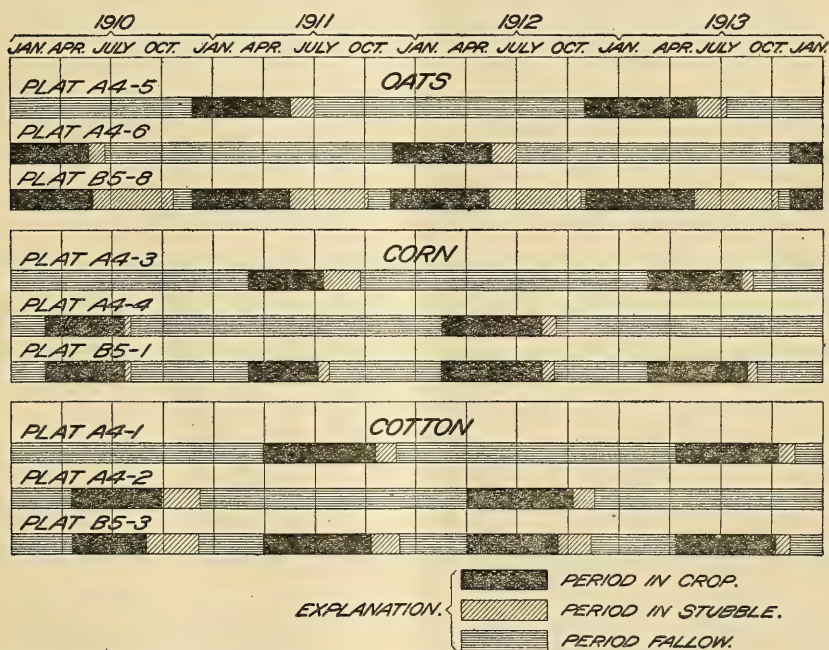 1910 1911 1912 1913
JAN. APR. JULY OCT. JAN. APR. JULY OCT. JAN. APR. JULY OCT. JAN. APR. JULY OCT. JAN.
PLAT A4-5 OATS
PLAT A4-6
PLAT B5-8
PLAT A4-3 CORN
PLAT A4-4
PLAT B5-1
PLAT A4-1 COTTON
PLAT A4-2
PLAT B5-3
PERIOD IN CROP.
EXPLANATION. PERIOD IN STUBBLE.
PERIOD FALLOW.